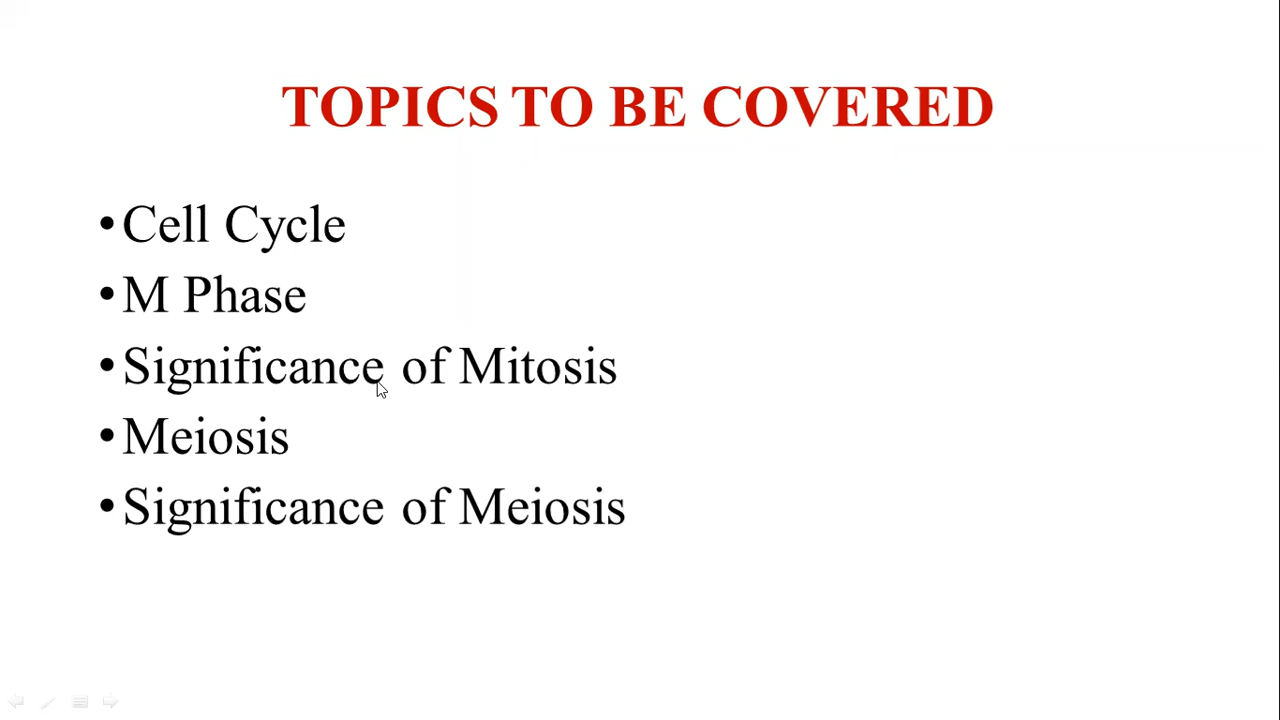 TOPICS TO BE COVERED
•Cell Cycle
•M Phase
•Significance of Mitosis
•Meiosis
•Significance of Meiosis